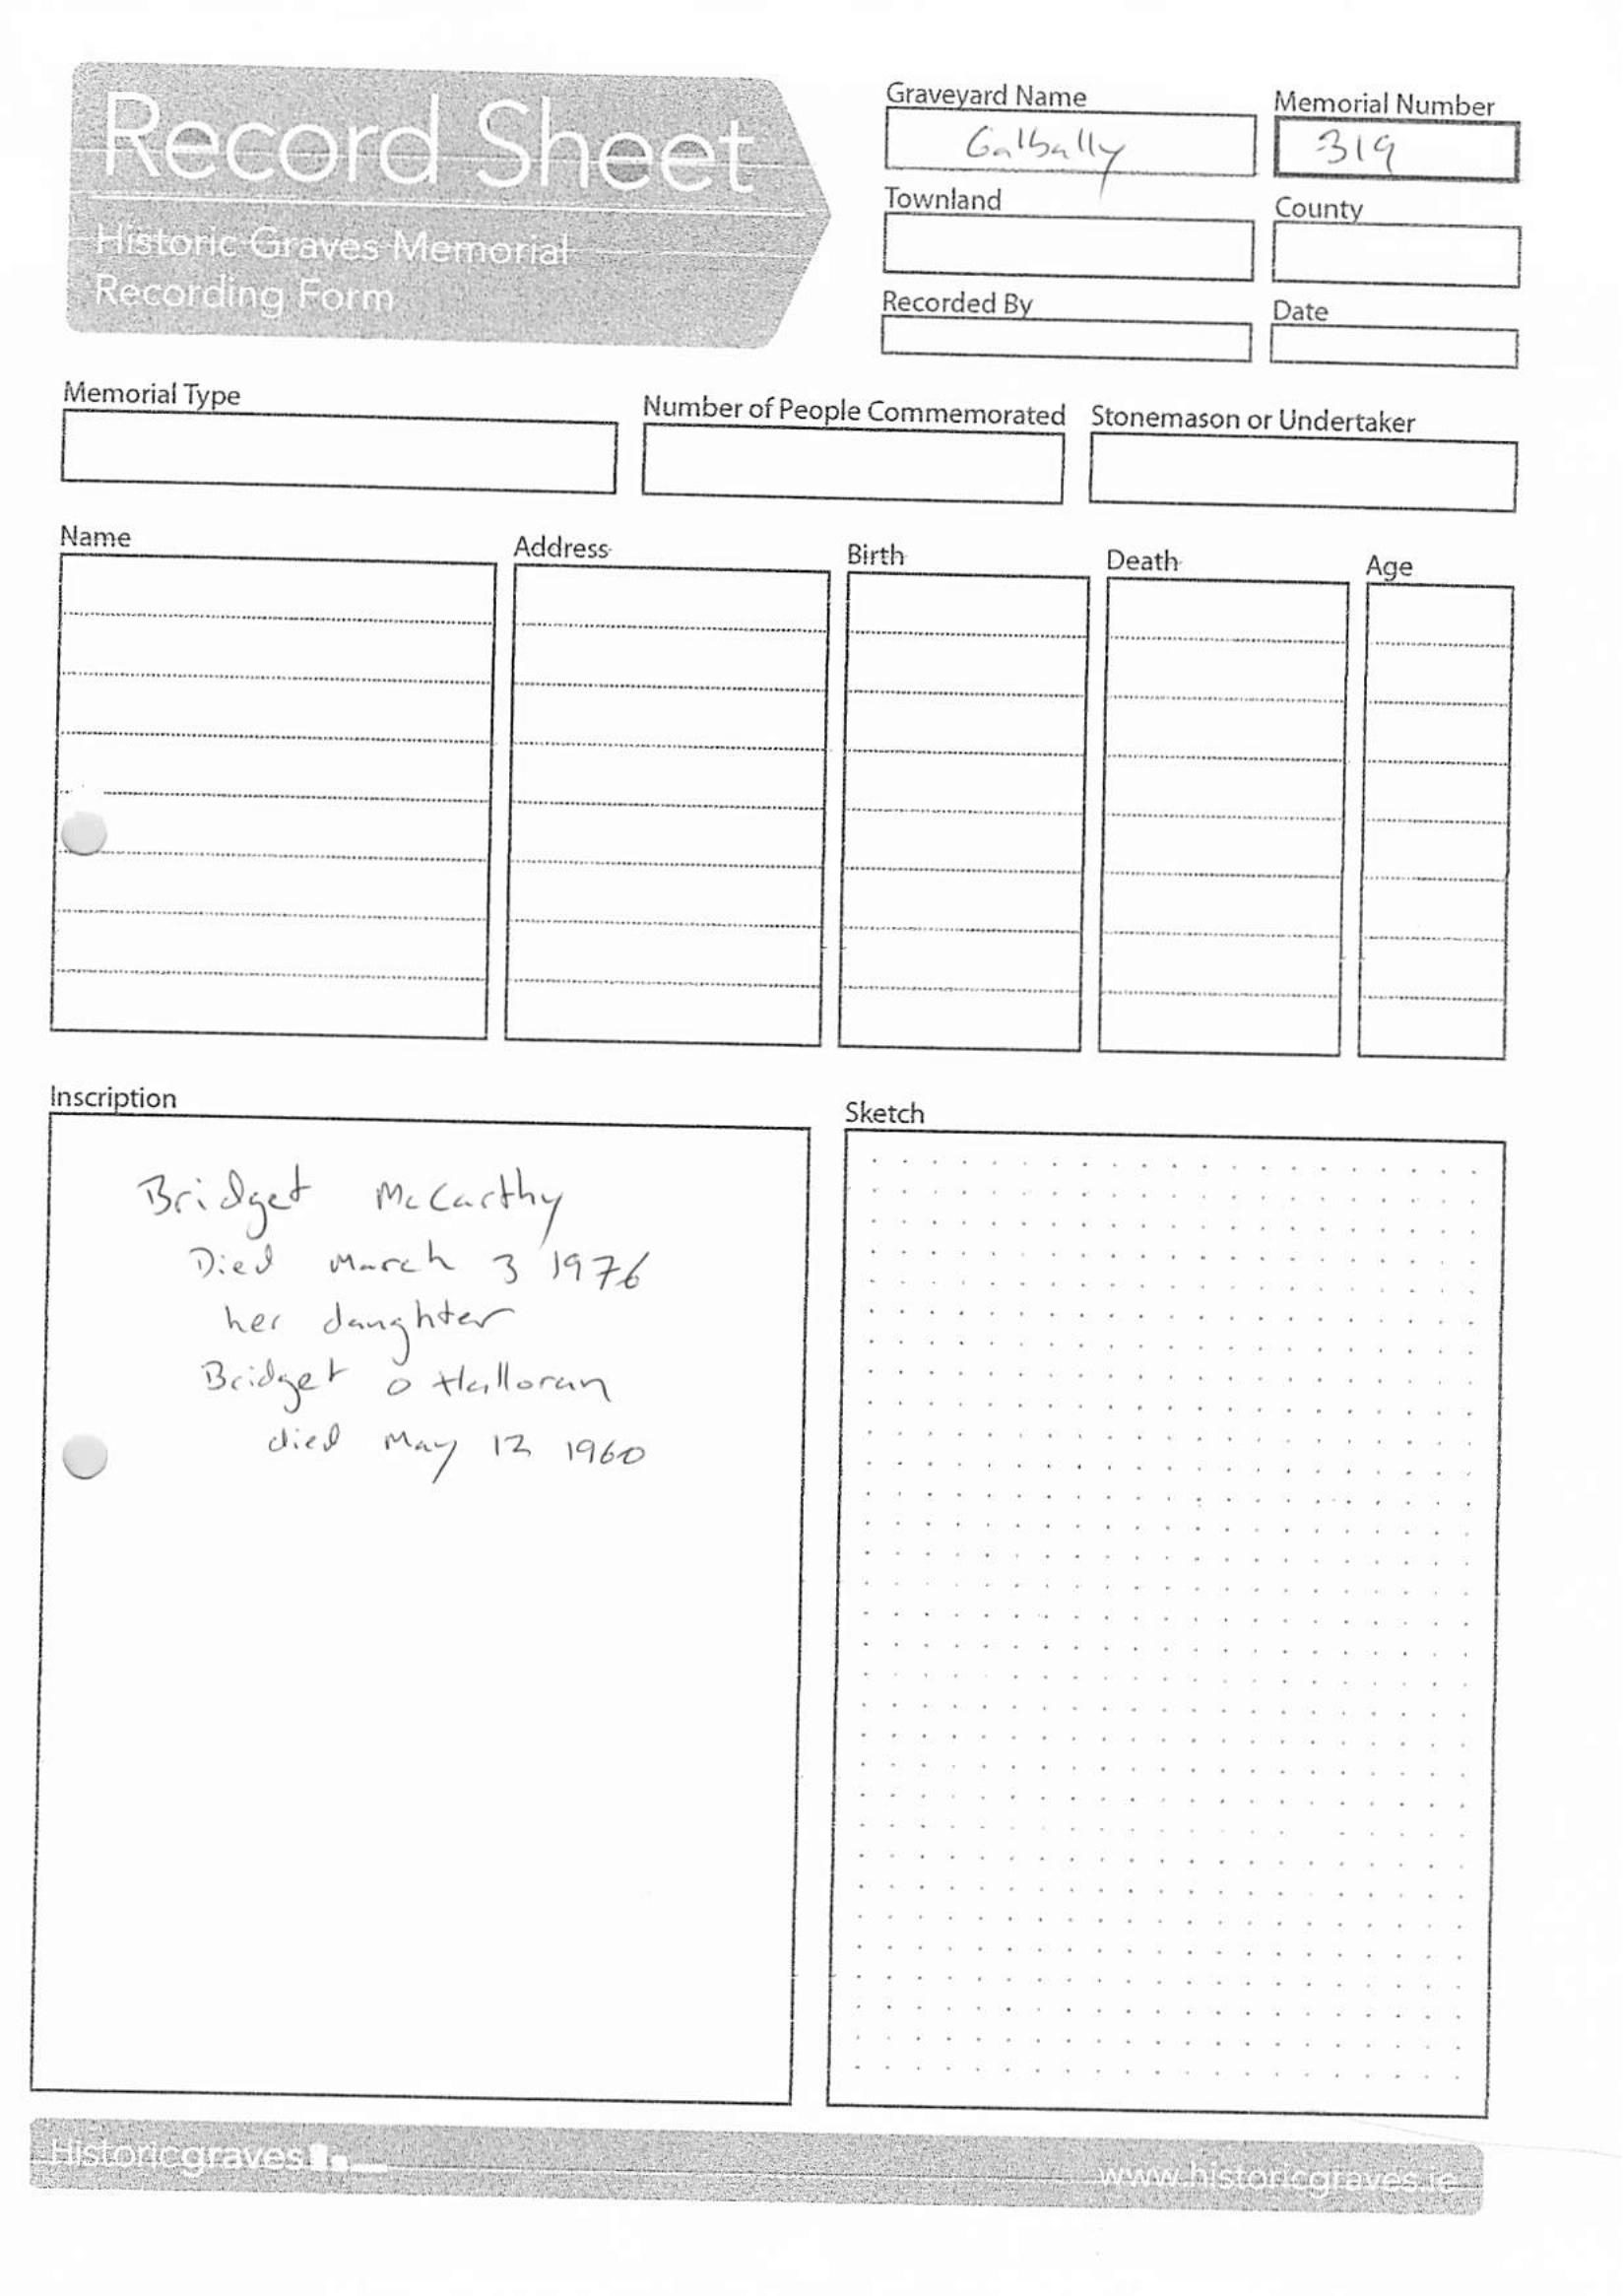 Record Sheet
Historic Graves Memorial
Recording Form
Graveyard Name
Galbally
Memorial Number
319
Townland
County
Recorded By
Date
Memorial Type
Number of People Commemorated
Stonemason or Undertaker
Name
Address
Birth
Death
Age
Inscription
Bridget McCarthy
Died March 3 1976
her daughter
Bridget o Halloran
died May 12 1960
Sketch
Historicgraves
www.historicgraves.ie